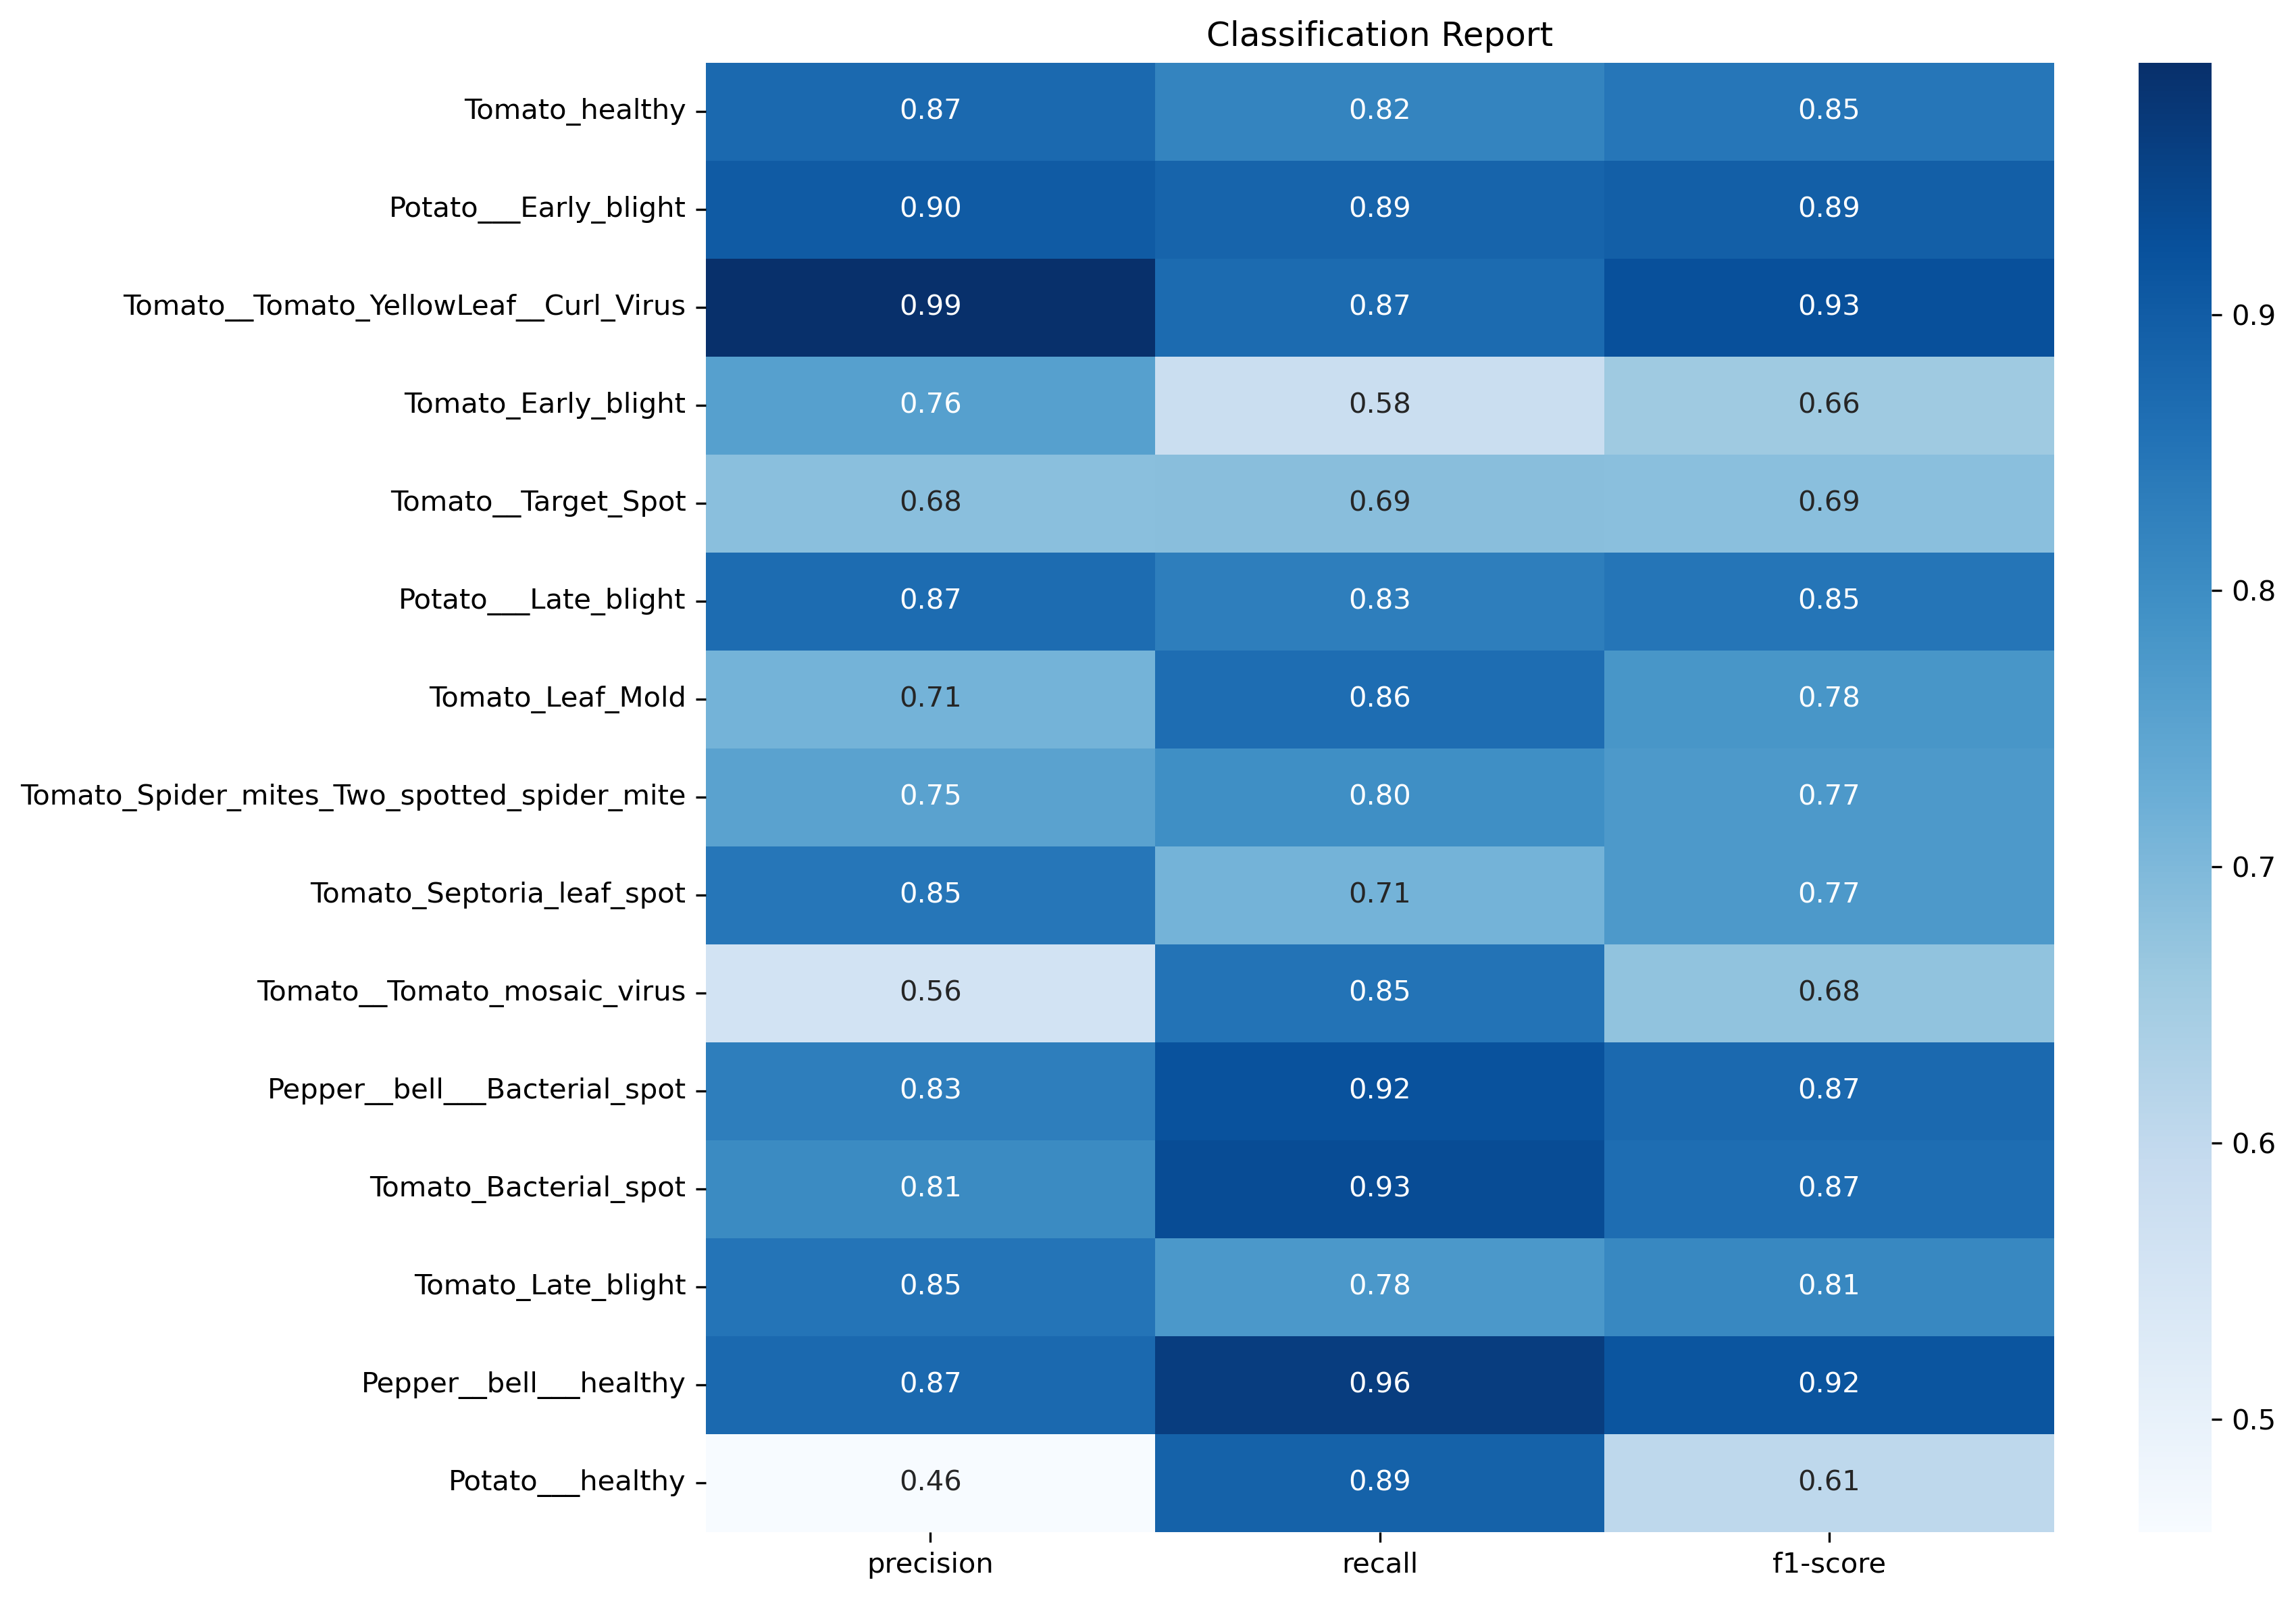 Classification Report
Tomato_healthy 0.87 0.82 0.85
Potato___Early_blight 0.90 0.89 0.89
Tomato__Tomato_YellowLeaf__Curl_Virus 0.99 0.87 0.93
Tomato_Early_blight 0.76 0.58 0.66
Tomato__Target_Spot 0.68 0.69 0.69
Potato___Late_blight 0.87 0.83 0.85
Tomato_Leaf_Mold 0.71 0.86 0.78
Tomato_Spider_mites_Two_spotted_spider_mite 0.75 0.80 0.77
Tomato_Septoria_leaf_spot 0.85 0.71 0.77
Tomato__Tomato_mosaic_virus 0.56 0.85 0.68
Pepper__bell___Bacterial_spot 0.83 0.92 0.87
Tomato_Bacterial_spot 0.81 0.93 0.87
Tomato_Late_blight 0.85 0.78 0.81
Pepper__bell___healthy 0.87 0.96 0.92
Potato___healthy 0.46 0.89 0.61
precision recall f1-score
0.9
0.8
0.7
0.6
0.5